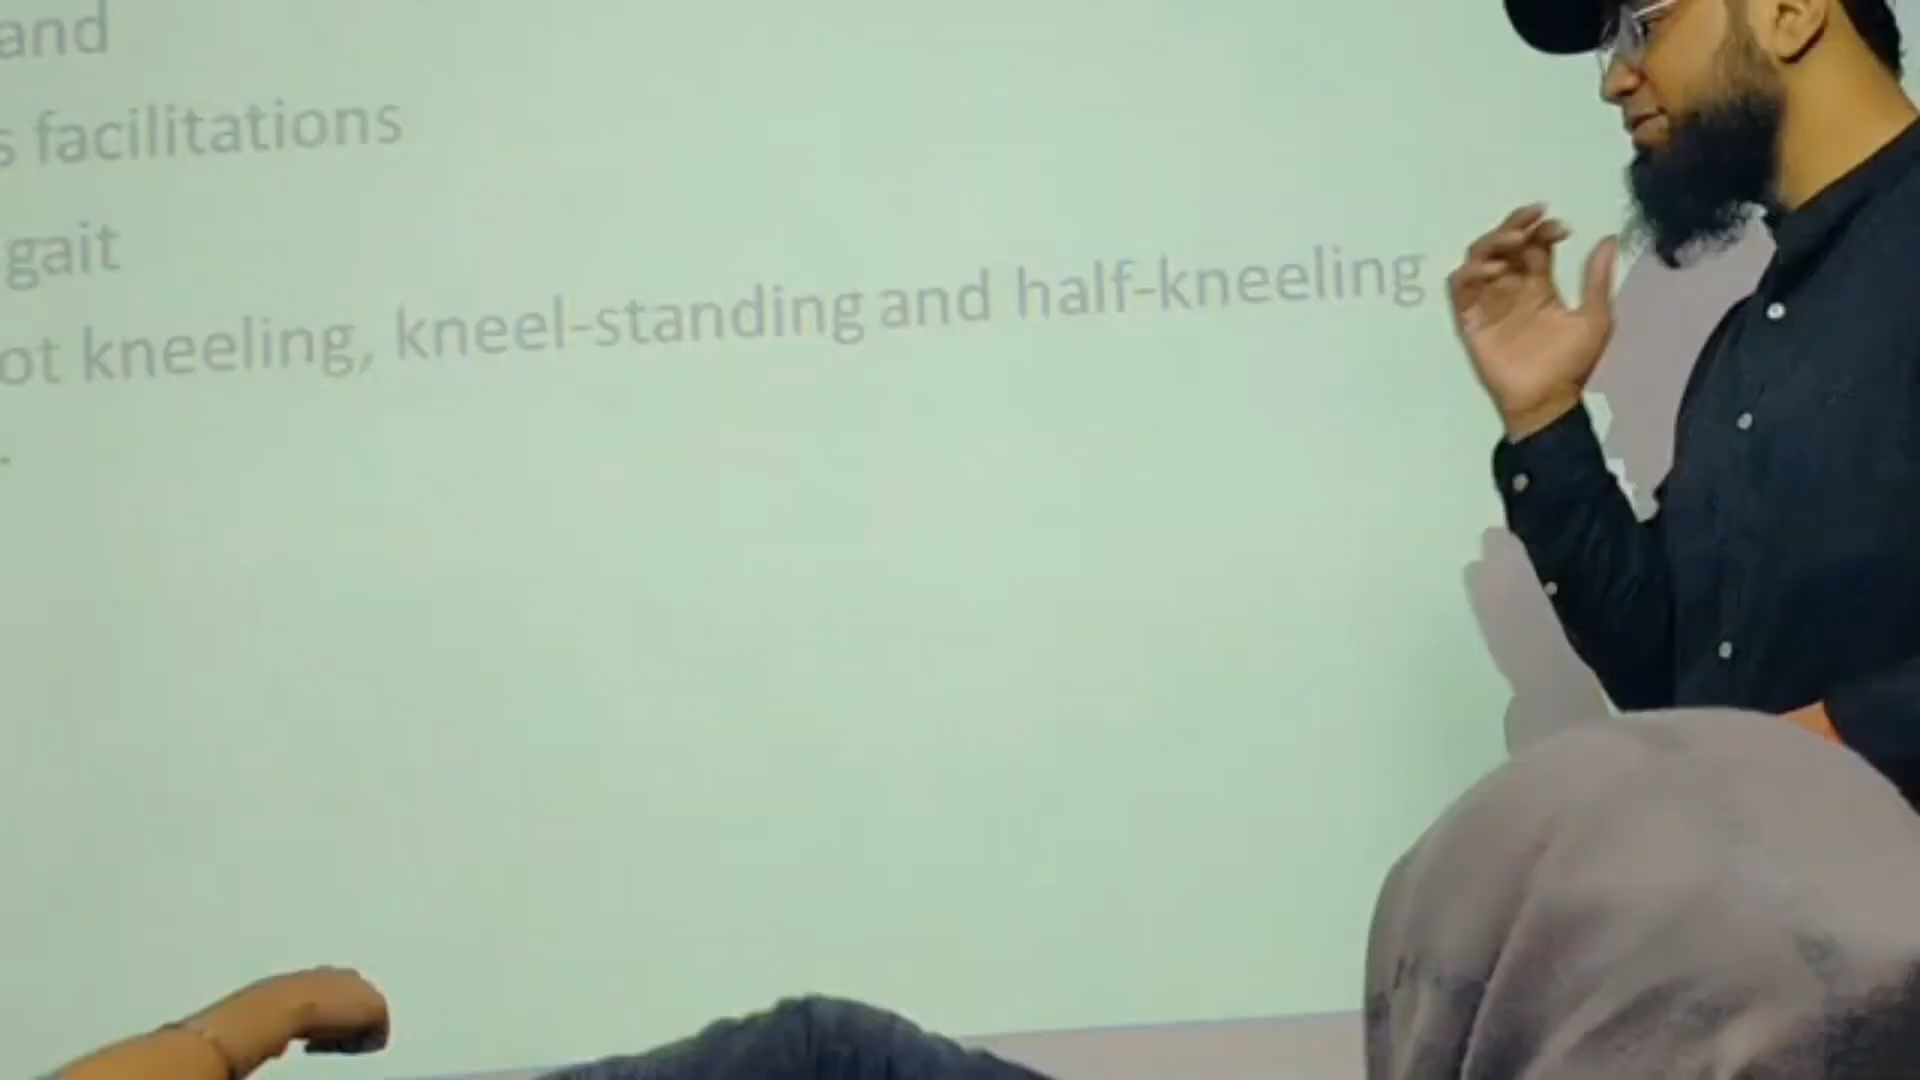 and
s facilitations
gait
ot kneeling, kneel-standing and half-kneeling
.